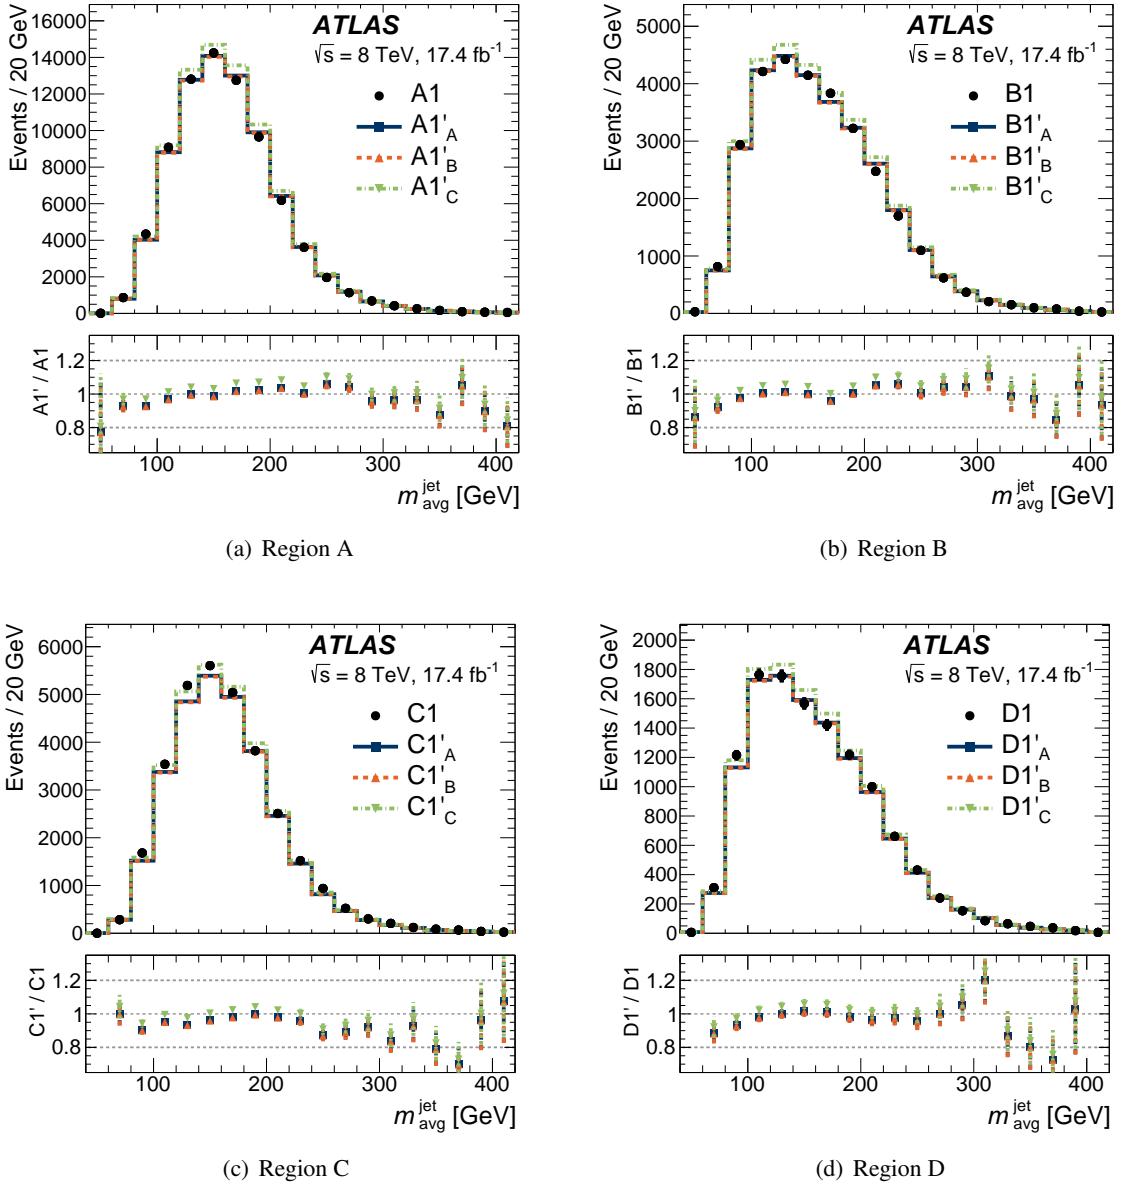 ATLAS
√s = 8 TeV, 17.4 fb⁻¹
Events / 20 GeV
16000
14000
12000
10000
8000
6000
4000
2000
0
A1
A1'A
A1'B
A1'C
A1' / A1
1.2
1
0.8
100 200 300 400
m jet avg [GeV]
(a) Region A
ATLAS
√s = 8 TeV, 17.4 fb⁻¹
Events / 20 GeV
5000
4000
3000
2000
1000
0
B1
B1'A
B1'B
B1'C
B1' / B1
1.2
1
0.8
100 200 300 400
m jet avg [GeV]
(b) Region B
ATLAS
√s = 8 TeV, 17.4 fb⁻¹
Events / 20 GeV
6000
5000
4000
3000
2000
1000
0
C1
C1'A
C1'B
C1'C
C1' / C1
1.2
1
0.8
100 200 300 400
m jet avg [GeV]
(c) Region C
ATLAS
√s = 8 TeV, 17.4 fb⁻¹
Events / 20 GeV
2000
1800
1600
1400
1200
1000
800
600
400
200
0
D1
D1'A
D1'B
D1'C
D1' / D1
1.2
1
0.8
100 200 300 400
m jet avg [GeV]
(d) Region D